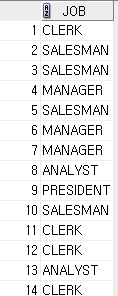 JOB
1 CLERK
2 SALESMAN
3 SALESMAN
4 MANAGER
5 SALESMAN
6 MANAGER
7 MANAGER
8 ANALYST
9 PRESIDENT
10 SALESMAN
11 CLERK
12 CLERK
13 ANALYST
14 CLERK